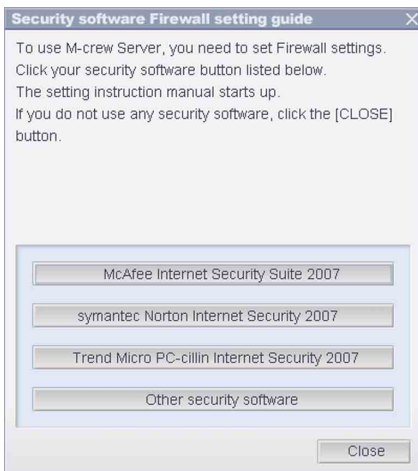 Security software Firewall setting guide
To use M-crew Server, you need to set Firewall settings.
Click your security software button listed below.
The setting instruction manual starts up.
If you do not use any security software, click the [CLOSE]
button.
McAfee Internet Security Suite 2007
symantec Norton Internet Security 2007
Trend Micro PC-cillin Internet Security 2007
Other security software
Close